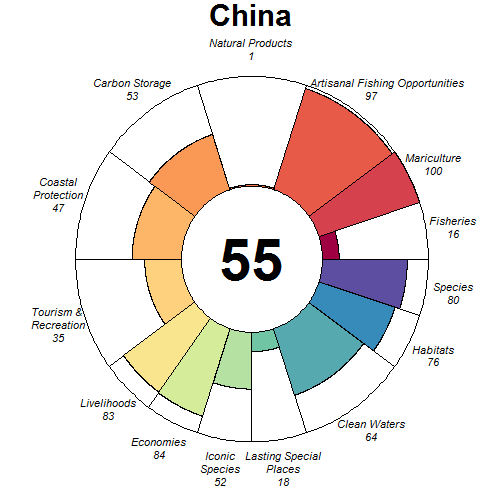 China
Natural Products
1
Artisanal Fishing Opportunities
97
Mariculture
100
Fisheries
16
Species
80
Habitats
76
Clean Waters
64
Lasting Special
Places
18
Iconic
Species
52
Economies
84
Livelihoods
83
Tourism &
Recreation
35
Coastal
Protection
47
Carbon Storage
53
55